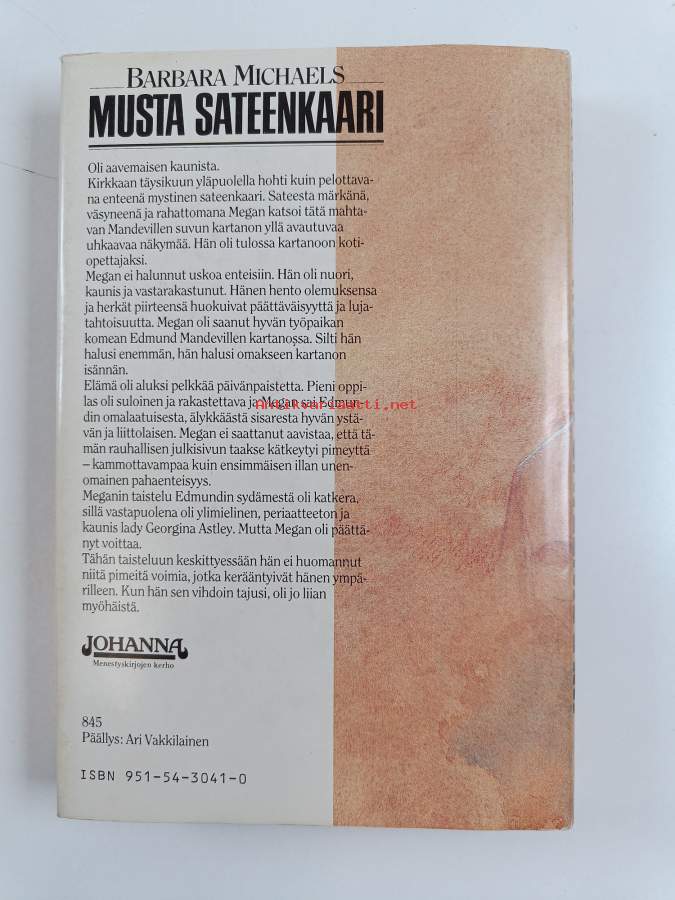 BARBARA MICHAELS
MUSTA SATEENKAARI
Oli aavemaisen kaunista.
Kirkkaan täysikuun yläpuolella hohti kuin pelottava-
na enteenä mystinen sateenkaari. Sateesta märkänä,
väsyneenä ja rahattomana Megan katsoi tätä mahta-
van Mandevillen suvun kartanon yllä avautuvaa
uhkaavaa näkymää. Hän oli tulossa kartanoon koti-
opettajaksi.
Megan ei halunnut uskoa enteisiin. Hän oli nuori,
kaunis ja vastarakastunut. Hänen hento olemuksensa
ja herkät piirteensä huokuivat päättäväisyyttä ja luja-
tahtoisuutta. Megan oli saanut hyvän työpaikan
komean Edmund Mandevillen kartanossa. Silti hän
halusi enemmän, hän halusi omakseen kartanon
isännän.
Elämä oli aluksi pelkkää päivänpaistetta. Pieni oppi-
las oli suloinen ja rakastettava ja Megan sai Edmun-
din omalaatuisesta, älykkäästä sisaresta hyvän ystä-
vän ja liittolaisen. Megan ei saattanut aavistaa, että tä-
män rauhallisen julkisivun taakse kätkeytyi pimeyttä
– kammottavampaa kuin ensimmäisen illan unen-
omainen pahaenteisyys.
Meganin taistelu Edmundin sydämestä oli katkera,
sillä vastapuolena oli ylimielinen, periaatteeton ja
kaunis lady Georgina Astley. Mutta Megan oli päättä-
nyt voittaa.
Tähän taisteluun keskittyessään hän ei huomannut
niitä pimeitä voimia, jotka kerääntyivät hänen ympä-
rilleen. Kun hän sen vihdoin tajusi, oli jo liian
myöhäistä.
Antikvariaatti.net
JOHANNA
Menestyskirjojen kerho
845
Päällys: Ari Vakkilainen
ISBN 951-54-3041-0